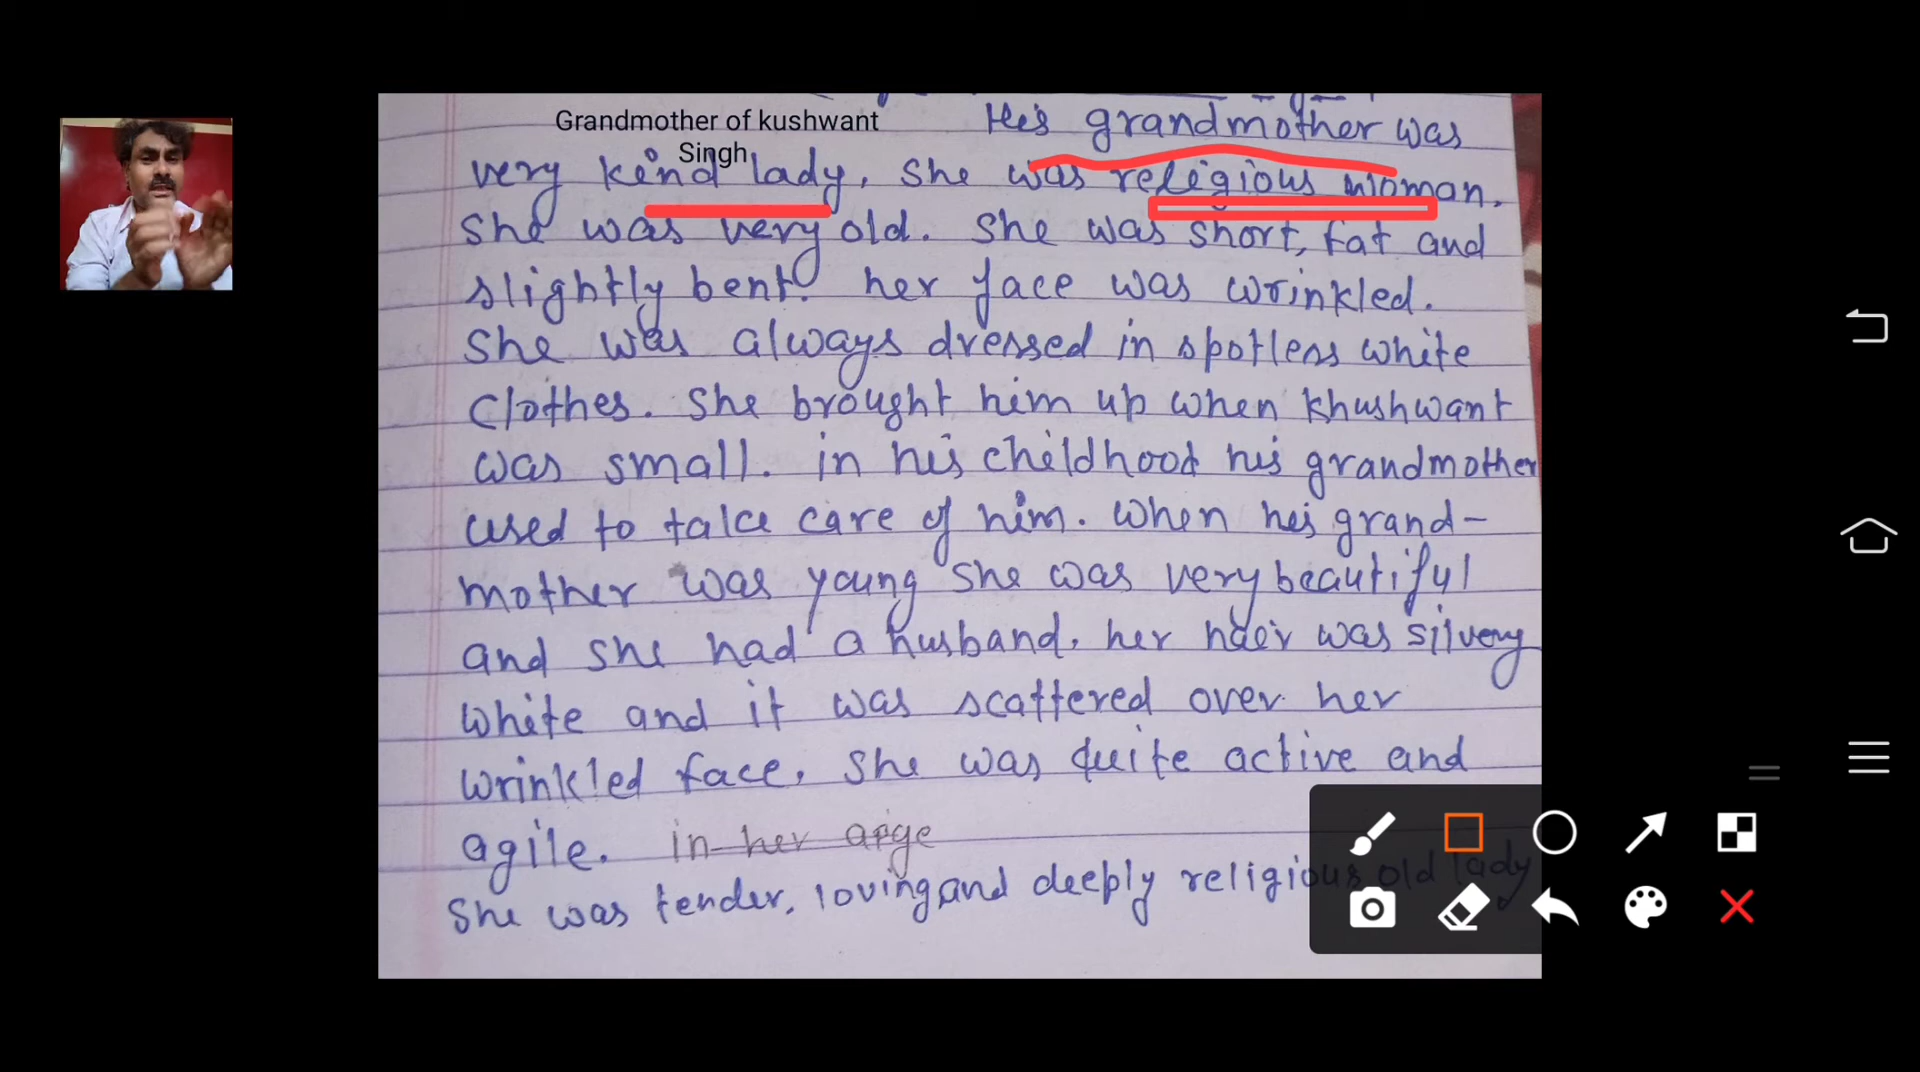 Grandmother of kushwant
Singh
His grandmother was
very kind lady. She was religious woman.
She was very old. She was short, fat and
slightly bent. her face was wrinkled.
She was always dressed in spotless white
clothes. She brought him up when Khushwant
was small. in his childhood his grandmother
used to take care of him. When his grand-
mother was young she was very beautiful
and she had a husband. her haeir was silvery
white and it was scattered over her
wrinkled face. She was quite active and
agile. in her arge
She was tender, loving and deeply religious old lady